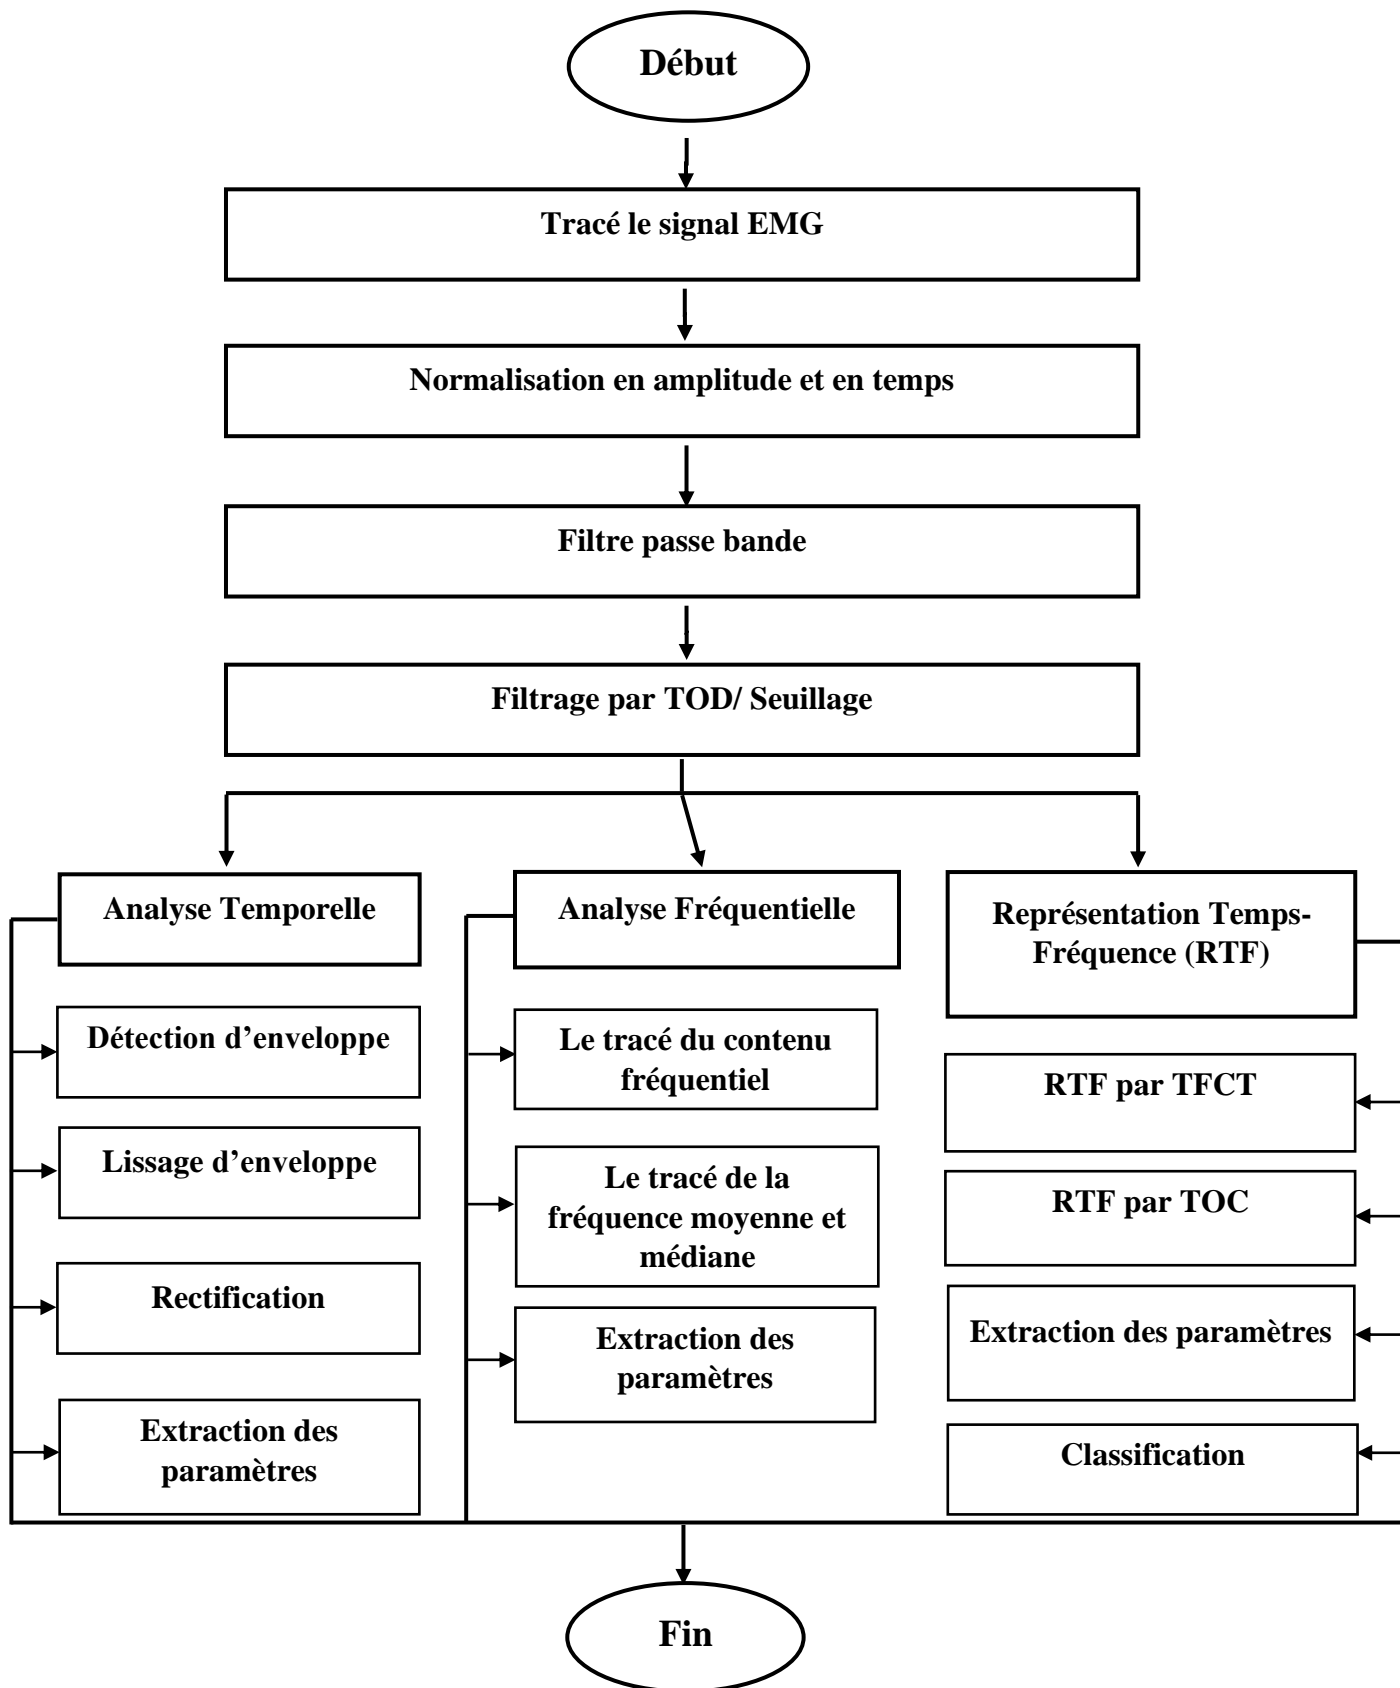 Début
Tracé le signal EMG
Normalisation en amplitude et en temps
Filtre passe bande
Filtrage par TOD/ Seuillage
Analyse Temporelle
Détection d’enveloppe
Lissage d’enveloppe
Rectification
Extraction des
paramètres
Analyse Fréquentielle
Le tracé du contenu
fréquentiel
Le tracé de la
fréquence moyenne et
médiane
Extraction des
paramètres
Représentation Temps-
Fréquence (RTF)
RTF par TFCT
RTF par TOC
Extraction des paramètres
Classification
Fin